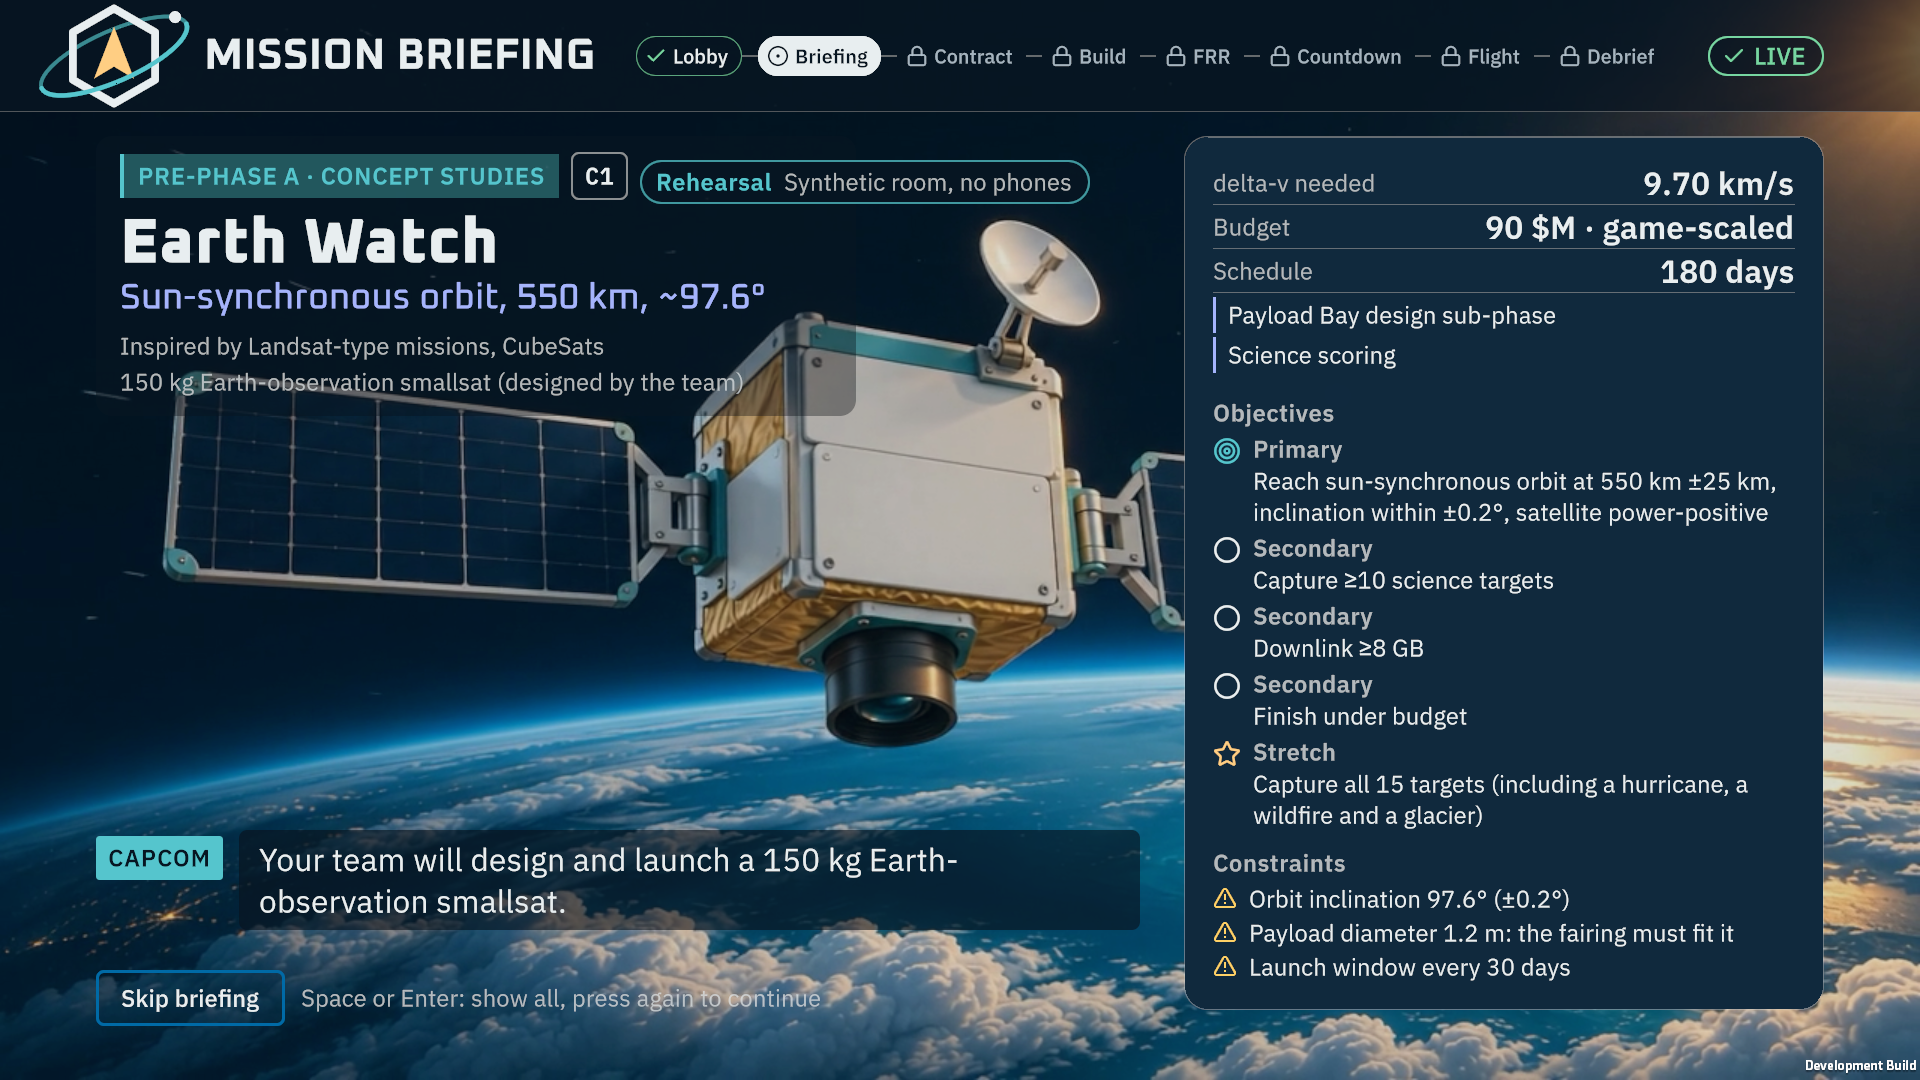 MISSION BRIEFING
Lobby
Briefing
Contract
Build
FRR
Countdown
Flight
Debrief
LIVE
PRE-PHASE A · CONCEPT STUDIES
C1
Rehearsal Synthetic room, no phones
Earth Watch
Sun-synchronous orbit, 550 km, ~97.6°
Inspired by Landsat-type missions, CubeSats
150 kg Earth-observation smallsat (designed by the team)
delta-v needed 9.70 km/s
Budget 90 $M · game-scaled
Schedule 180 days
Payload Bay design sub-phase
Science scoring
Objectives
Primary
Reach sun-synchronous orbit at 550 km ±25 km,
inclination within ±0.2°, satellite power-positive
Secondary
Capture ≥10 science targets
Secondary
Downlink ≥8 GB
Secondary
Finish under budget
Stretch
Capture all 15 targets (including a hurricane, a
wildfire and a glacier)
Constraints
Orbit inclination 97.6° (±0.2°)
Payload diameter 1.2 m: the fairing must fit it
Launch window every 30 days
CAPCOM
Your team will design and launch a 150 kg Earth-
observation smallsat.
Skip briefing
Space or Enter: show all, press again to continue
Development Build